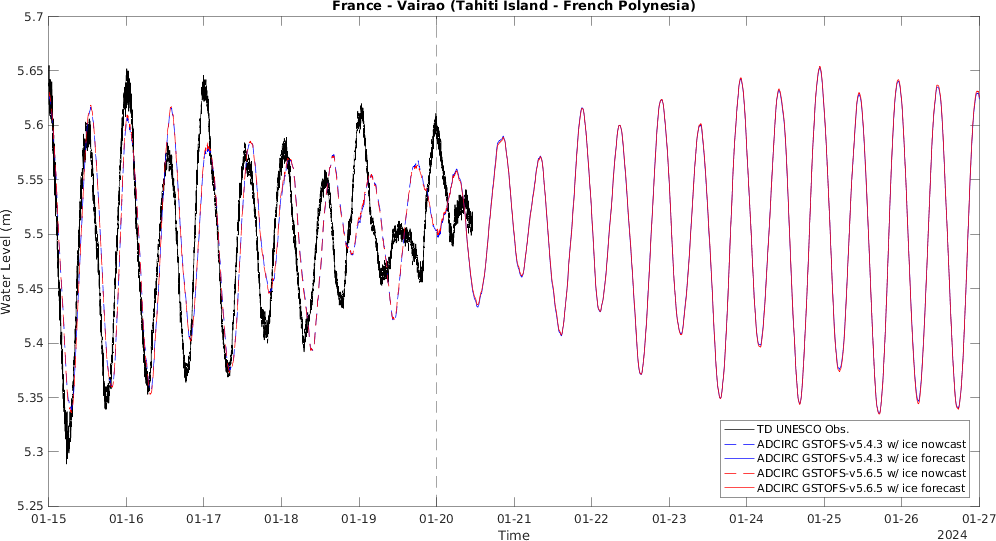 France - Vairao (Tahiti Island - French Polynesia)
5.7
5.65
5.6
5.55
5.5
5.45
5.4
5.35
5.3
5.25
Water Level (m)
01-15 01-16 01-17 01-18 01-19 01-20 01-21 01-22 01-23 01-24 01-25 01-26 01-27
Time
2024
TD UNESCO Obs.
ADCIRC GSTOFS-v5.4.3 w/ ice nowcast
ADCIRC GSTOFS-v5.4.3 w/ ice forecast
ADCIRC GSTOFS-v5.6.5 w/ ice nowcast
ADCIRC GSTOFS-v5.6.5 w/ ice forecast